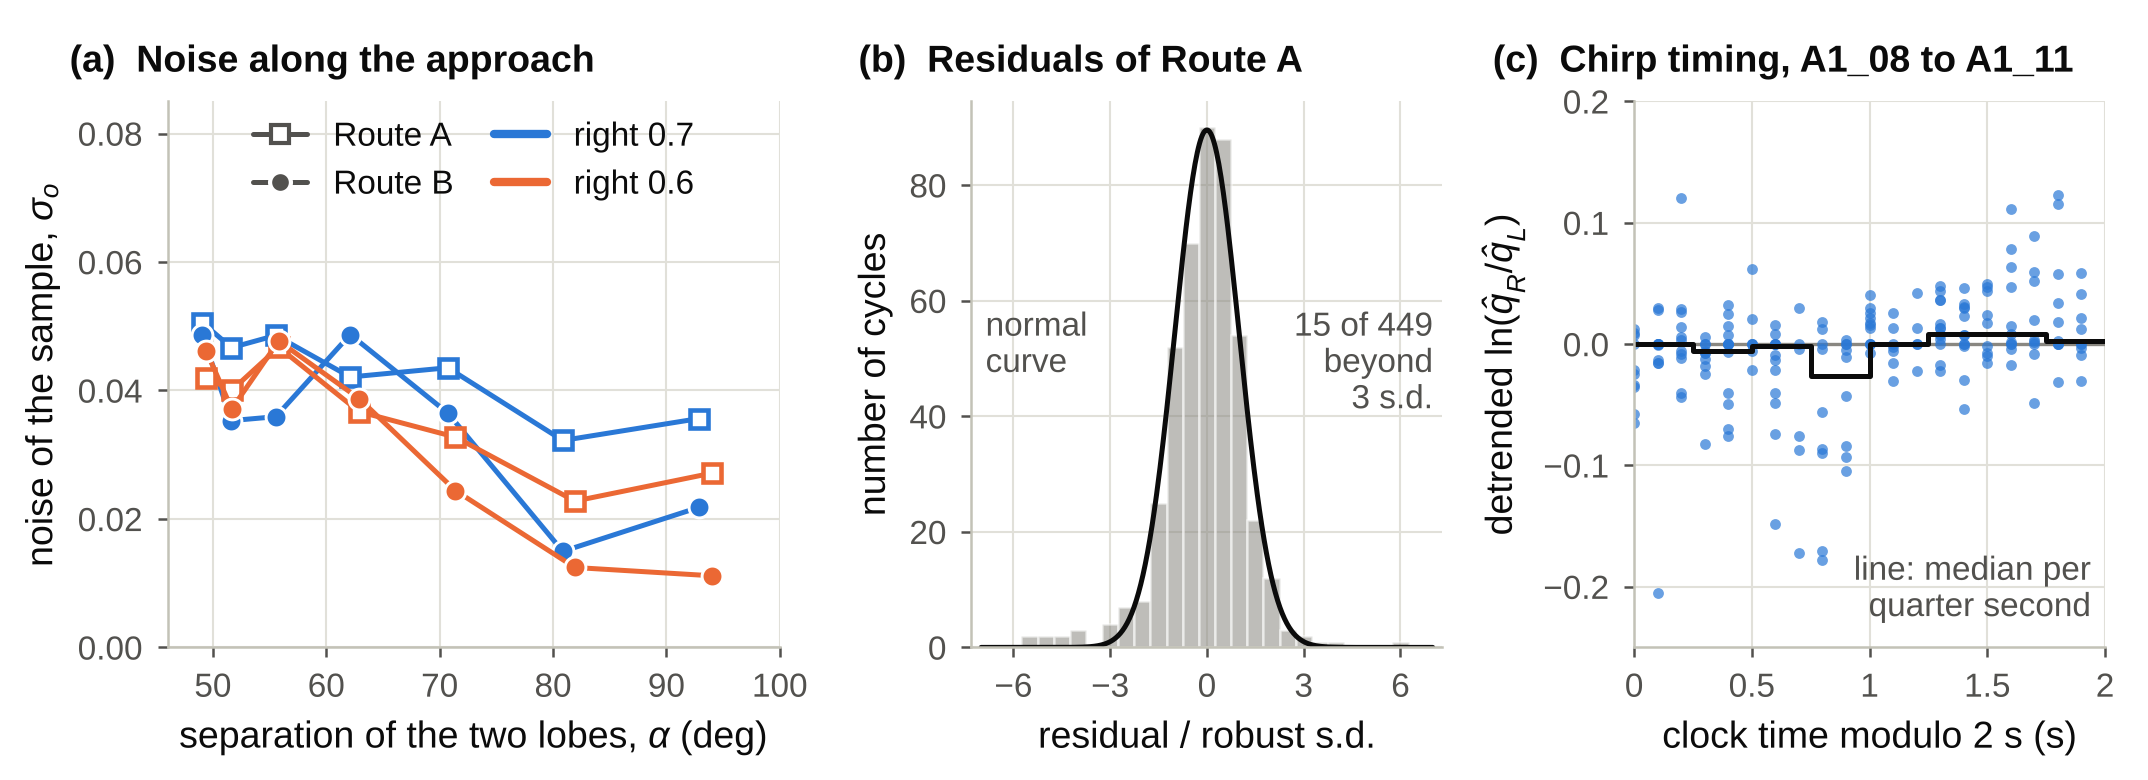 (a) Noise along the approach
noise of the sample, σₒ
0.08
0.06
0.04
0.02
0.00
Route A
right 0.7
Route B
right 0.6
50 60 70 80 90 100
separation of the two lobes, α (deg)
(b) Residuals of Route A
number of cycles
80
60
40
20
0
normal
curve
15 of 449
beyond
3 s.d.
−6 −3 0 3 6
residual / robust s.d.
(c) Chirp timing, A1_08 to A1_11
detrended ln(q̂_R/q̂_L)
0.2
0.1
0.0
−0.1
−0.2
line: median per
quarter second
0 0.5 1 1.5 2
clock time modulo 2 s (s)